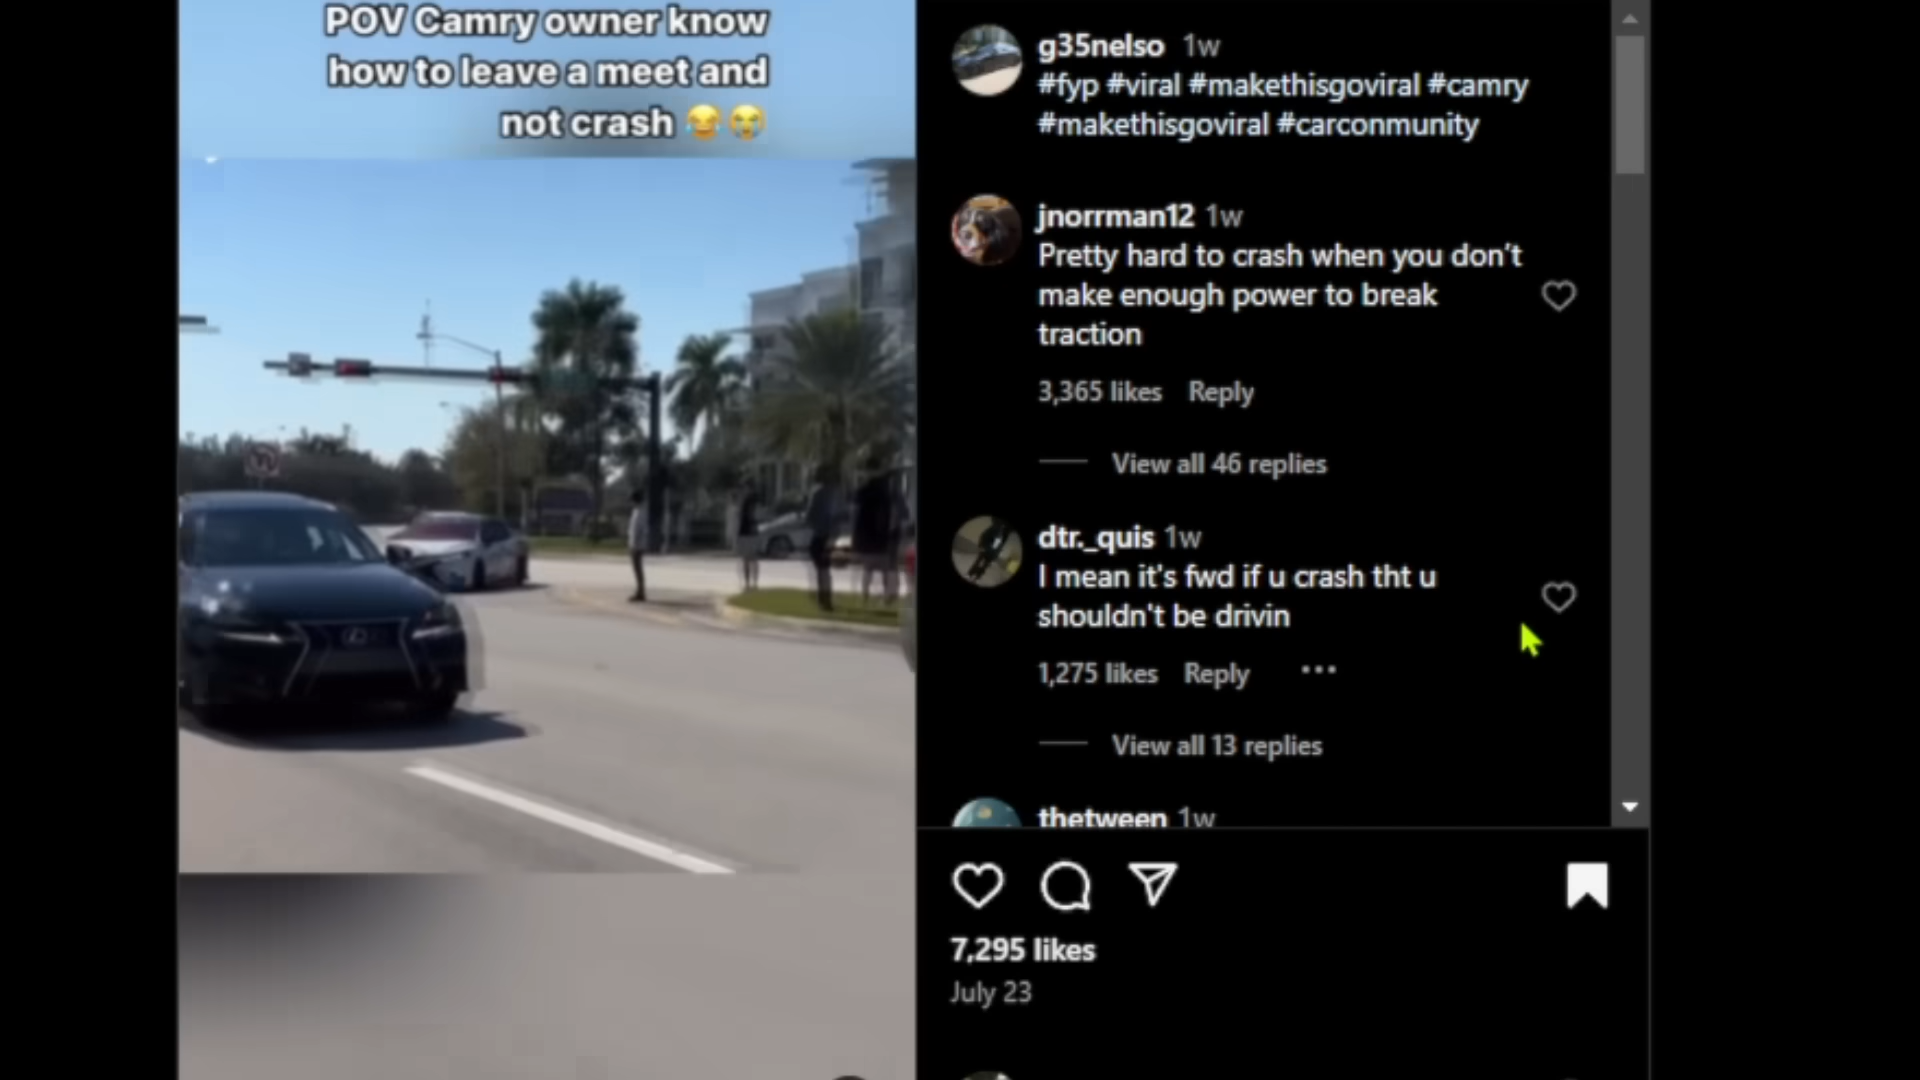 POV Camry owner know
how to leave a meet and
not crash 😂😭
g35nelso 1w
#fyp #viral #makethisgoviral #camry
#makethisgoviral #carconmunity
jnorrman12 1w
Pretty hard to crash when you don't
make enough power to break
traction
3,365 likes Reply
View all 46 replies
dtr._quis 1w
I mean it's fwd if u crash tht u
shouldn't be drivin
1,275 likes Reply ...
View all 13 replies
thetween 1w
7,295 likes
July 23